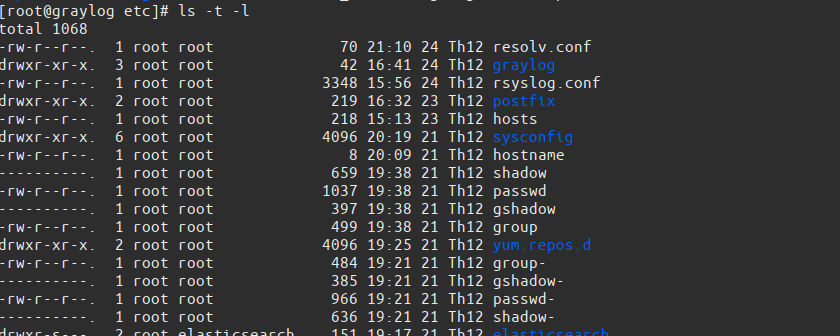 [root@graylog etc]# ls -t -l
total 1068
-rw-r--r--. 1 root root 70 21:10 24 Th12 resolv.conf
drwxr-xr-x. 3 root root 42 16:41 24 Th12 graylog
-rw-r--r--. 1 root root 3348 15:56 24 Th12 rsyslog.conf
drwxr-xr-x. 2 root root 219 16:32 23 Th12 postfix
-rw-r--r--. 1 root root 218 15:13 23 Th12 hosts
drwxr-xr-x. 6 root root 4096 20:19 21 Th12 sysconfig
-rw-r--r--. 1 root root 8 20:09 21 Th12 hostname
----------. 1 root root 659 19:38 21 Th12 shadow
-rw-r--r--. 1 root root 1037 19:38 21 Th12 passwd
----------. 1 root root 397 19:38 21 Th12 gshadow
-rw-r--r--. 1 root root 499 19:38 21 Th12 group
drwxr-xr-x. 2 root root 4096 19:25 21 Th12 yum.repos.d
-rw-r--r--. 1 root root 484 19:21 21 Th12 group-
----------. 1 root root 385 19:21 21 Th12 gshadow-
-rw-r--r--. 1 root root 966 19:21 21 Th12 passwd-
----------. 1 root root 636 19:21 21 Th12 shadow-
drwxr-s---. 2 root elasticsearch 151 19:17 21 Th12 elasticsearch